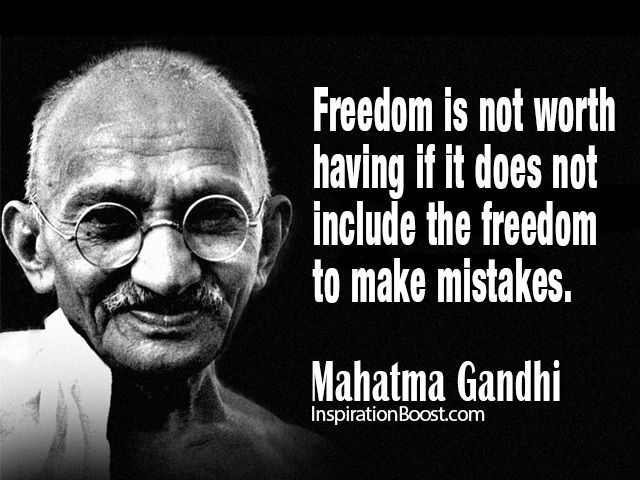 Freedom is not worth
having if it does not
include the freedom
to make mistakes.
Mahatma Gandhi
InspirationBoost.com